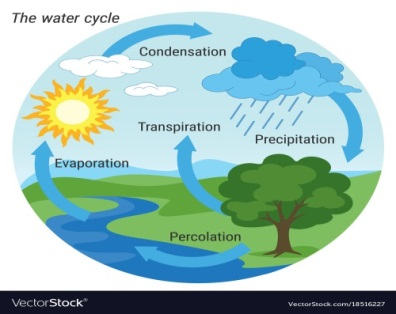 The water cycle
Condensation
Transpiration
Precipitation
Evaporation
Percolation
VectorStock®
VectorStock.com/18516227